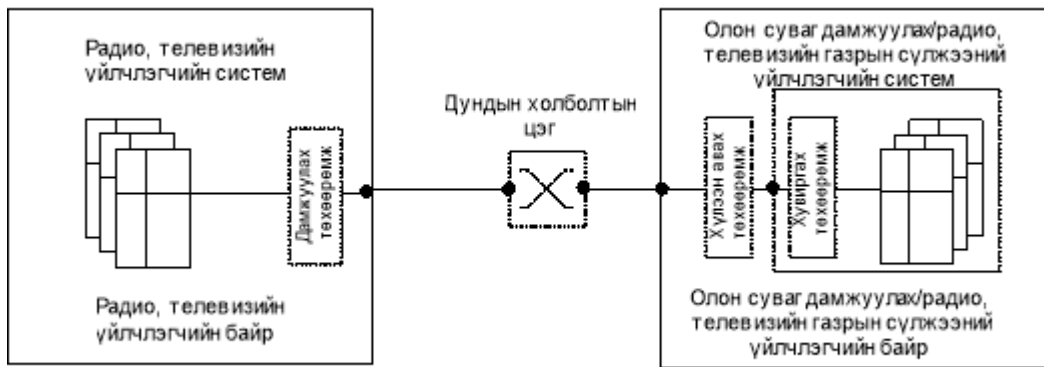 Радио, телевизийн
үйлчлэгчийн систем
Дамжуулах
төхөөрөмж
Радио, телевизийн
үйлчлэгчийн байр
Дундын холболтын
цэг
Олон суваг дамжуулах/радио,
телевизийн газрын сүлжээний
үйлчлэгчийн систем
Хүлээн авах
төхөөрөмж
Хувиргах
төхөөрөмж
Олон суваг дамжуулах/радио,
телевизийн газрын сүлжээний
үйлчлэгчийн байр